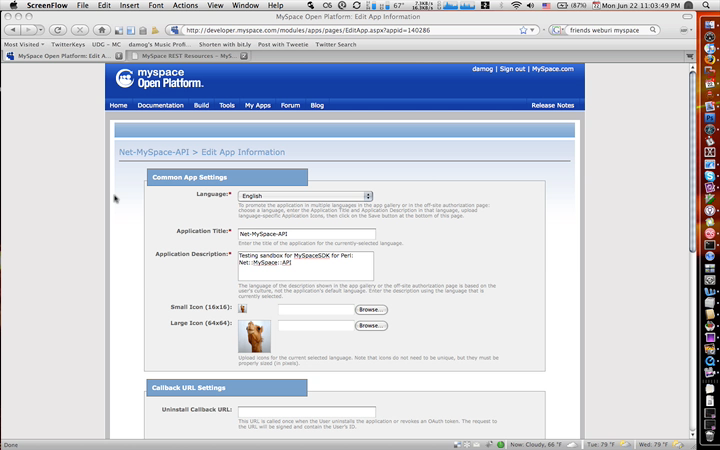 ScreenFlow File Edit Insert Font Actions View Window Help
67° (87%) Mon Jun 22 11:03:49 PM
MySpace Open Platform: Edit App Information
http://developer.myspace.com/modules/apps/pages/EditApp.aspx?appid=140286
friends weburi myspace
Most Visited TwitterKeys UDG - MC damog's Music Profi... Shorten with bit.ly Post with Tweetie Twitter Search
MySpace Open Platform: Edit A... MySpace REST Resources – MyS...
myspace
Open Platform.
damog | Sign out | MySpace.com
Home Documentation Build Tools My Apps Forum Blog Release Notes
Net-MySpace-API > Edit App Information
Common App Settings
Language:* English
To promote the application in multiple languages in the app gallery or in the off-site authorization page:
choose a language, enter the Application Title and Application Description in that language, upload
language-specific Application Icons, then click on the Save button at the bottom of this page.
Application Title:* Net-MySpace-API
Enter the title of the application for the currently-selected language.
Application Description:* Testing sandbox for MySpaceSDK for Perl:
Net::MySpace::API
The language of the description shown in the app gallery or the off-site authorization page is based on the
user's culture, not the application's default language. Enter the description using the language that is
currently selected.
Small Icon (16x16): Browse...
Large Icon (64x64): Browse...
Upload icons for the current selected language. Note that icons do not need to be unique, but they must be
properly sized (in pixels).
Callback URL Settings
Uninstall Callback URL:
This URL is called once when the User uninstalls the application or revokes an OAuth token. The request to
the URL will be signed and contain the User's ID.
Done Now: Cloudy, 66 °F Tue: 79 °F Wed: 79 °F